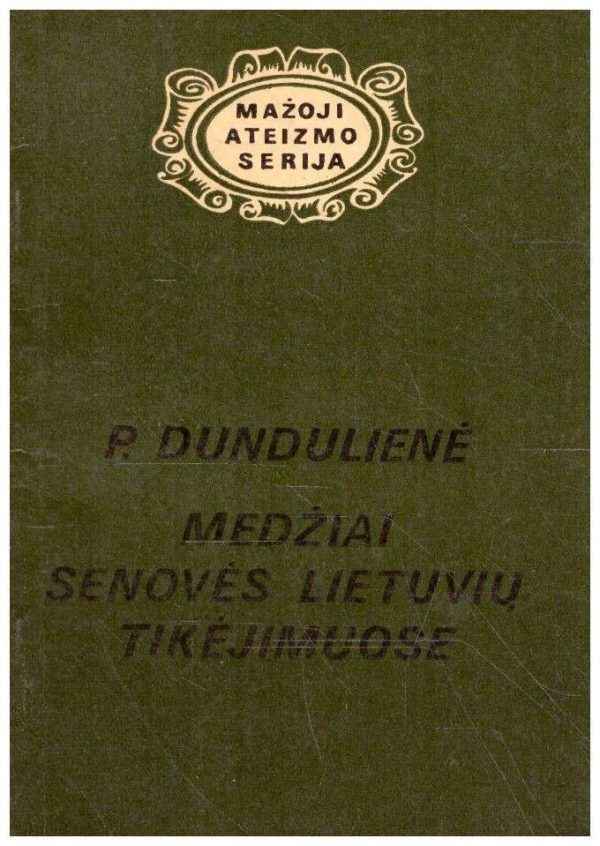 MAŽOJI
ATEIZMO
SERIJA
P. DUNDULIENĖ
MEDŽIAI
SENOVĖS LIETUVIŲ
TIKĖJIMUOSE